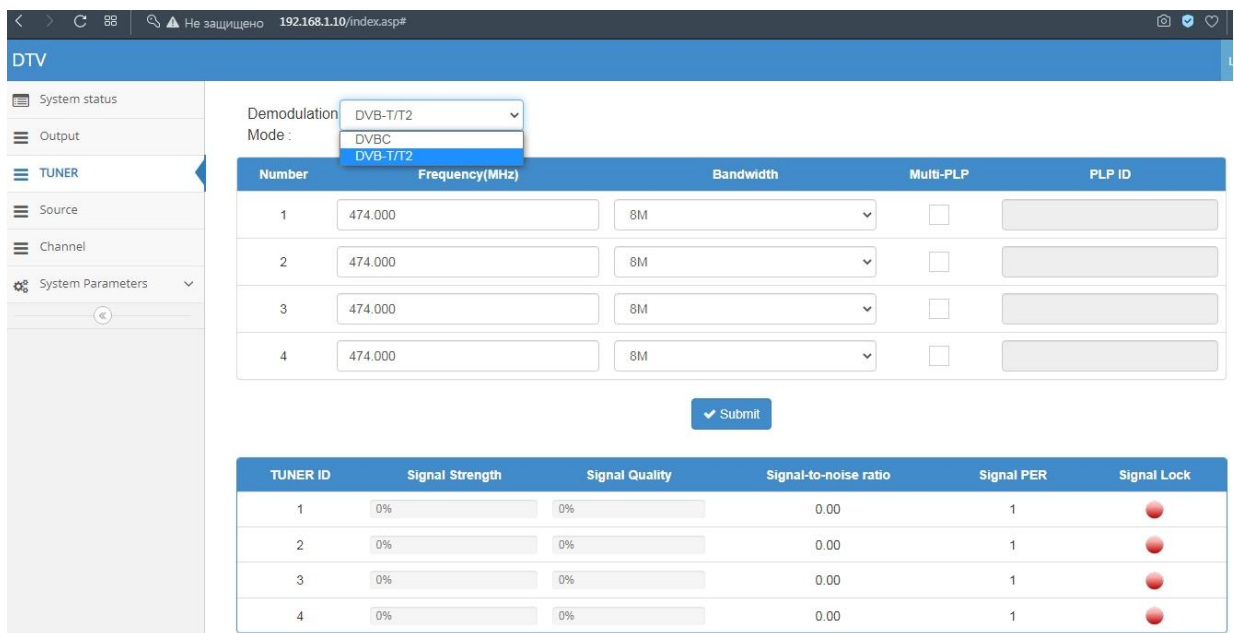 Не защищено 192.168.1.10/index.asp#
DTV
System status
Output
TUNER
Source
Channel
System Parameters
Demodulation Mode :
DVB-T/T2
DVBC
DVB-T/T2
Number Frequency(MHz) Bandwidth Multi-PLP PLP ID
1 474.000 8M
2 474.000 8M
3 474.000 8M
4 474.000 8M
Submit
TUNER ID Signal Strength Signal Quality Signal-to-noise ratio Signal PER Signal Lock
1 0% 0% 0.00 1
2 0% 0% 0.00 1
3 0% 0% 0.00 1
4 0% 0% 0.00 1